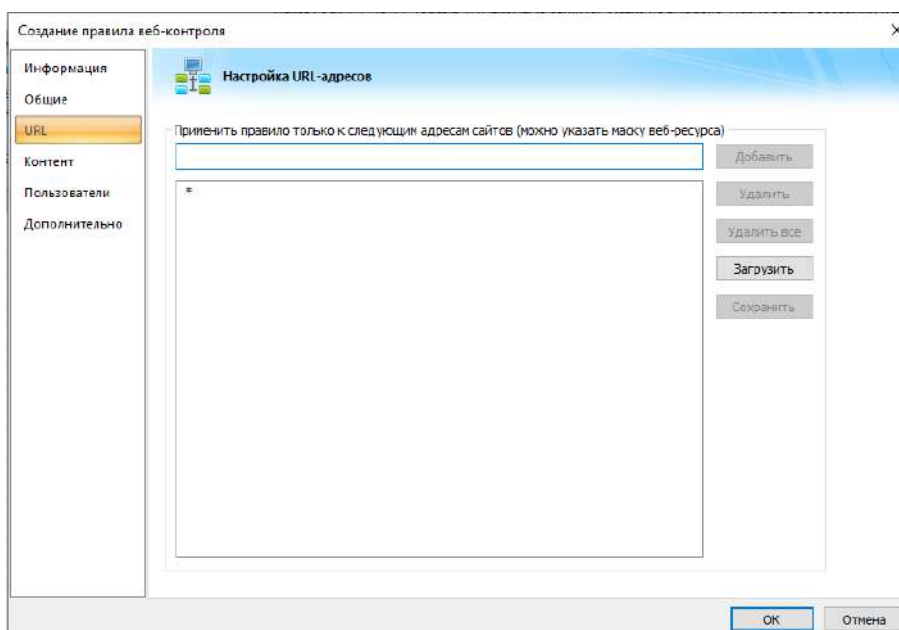 Создание правила веб-контроля
Информация
Общие
URL
Контент
Пользователи
Дополнительно
Настройка URL-адресов
Применить правило только к следующим адресам сайтов (можно указать маску веб-ресурса)
Добавить
*
Удалить
Удалить все
Загрузить
Сохранить
ОК
Отмена